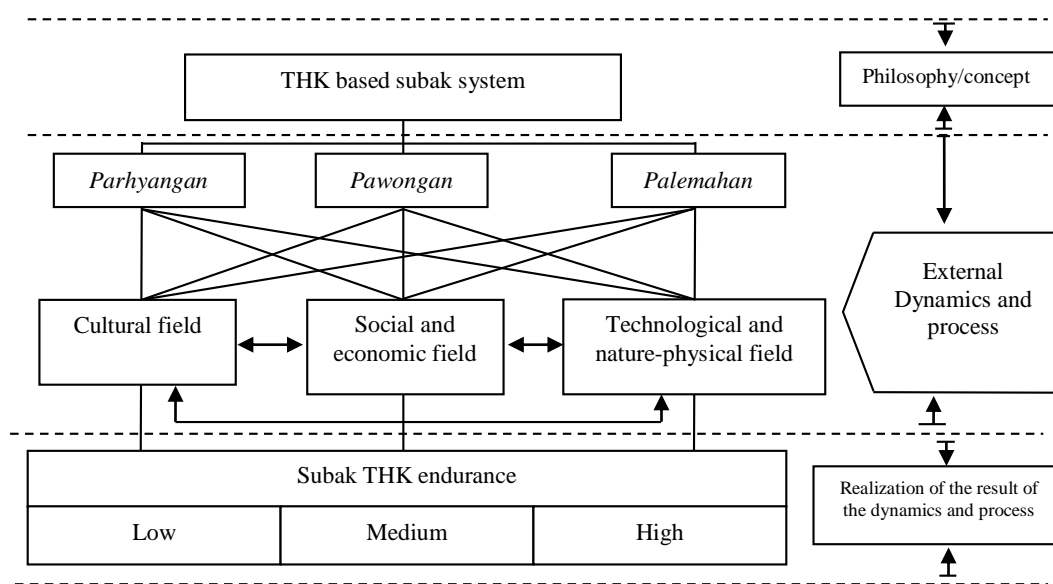 THK based subak system
Philosophy/concept
Parhyangan
Pawongan
Palemahan
External
Dynamics and
process
Cultural field
Social and
economic field
Technological and
nature-physical field
Subak THK endurance
Low
Medium
High
Realization of the result of
the dynamics and process